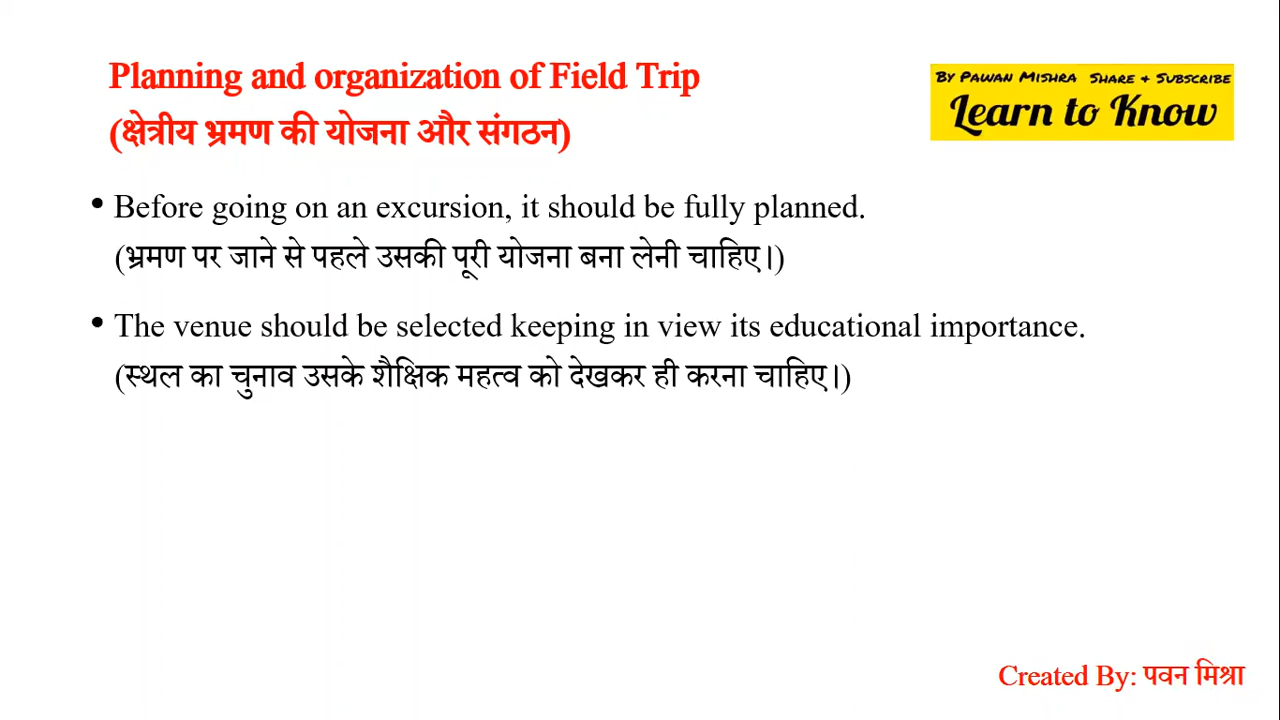 Planning and organization of Field Trip
(क्षेत्रीय भ्रमण की योजना और संगठन)
By Pawan Mishra Share & Subscribe
Learn to Know
• Before going on an excursion, it should be fully planned.
(भ्रमण पर जाने से पहले उसकी पूरी योजना बना लेनी चाहिए।)
• The venue should be selected keeping in view its educational importance.
(स्थल का चुनाव उसके शैक्षिक महत्व को देखकर ही करना चाहिए।)
Created By: पवन मिश्रा